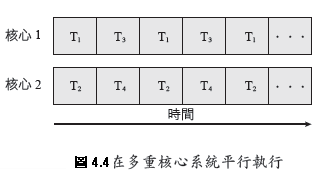 核心 1 T₁ T₃ T₁ T₃ T₁ · · ·
核心 2 T₂ T₄ T₂ T₄ T₂ · · ·
時間
圖 4.4 在多重核心系統平行執行